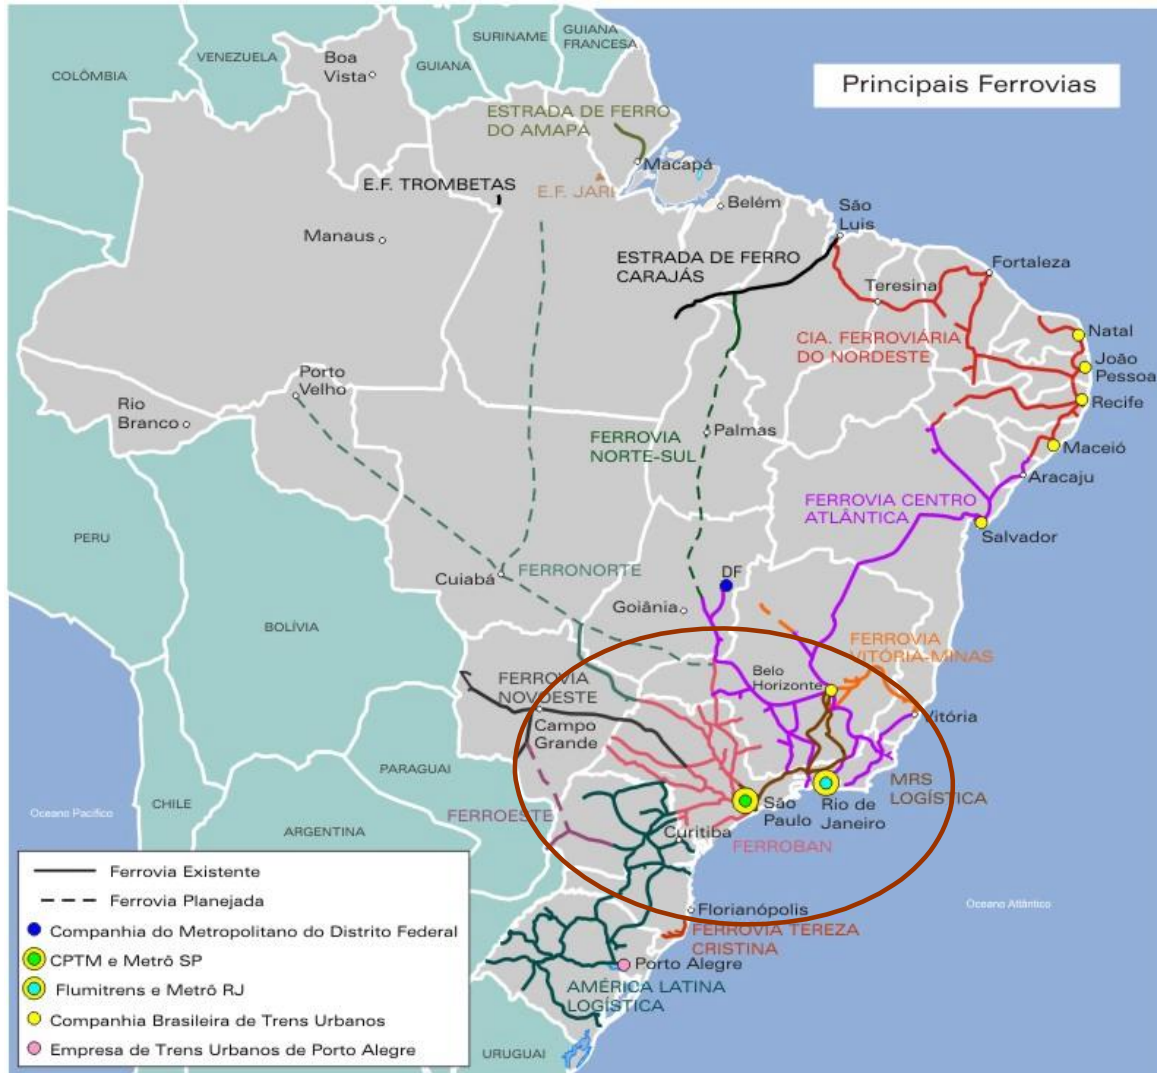 Principais Ferrovias
COLÔMBIA
VENEZUELA
GUIANA
SURINAME
GUIANA
FRANCESA
Boa
Vista
ESTRADA DE FERRO
DO AMAPÁ
Macapá
E.F. TROMBETAS
E.F. JARI
Belém
São
Luis
Manaus
ESTRADA DE FERRO
CARAJÁS
Teresina
Fortaleza
CIA. FERROVIÁRIA
DO NORDESTE
Natal
João
Pessoa
Recife
Maceió
Aracaju
Porto
Velho
Rio
Branco
FERROVIA
NORTE-SUL
Palmas
FERROVIA CENTRO
ATLÂNTICA
Salvador
PERU
Cuiabá
FERRONORTE
DF
Goiânia
BOLÍVIA
FERROVIA
VITÓRIA-MINAS
Belo
Horizonte
FERROVIA
NOVOESTE
Campo
Grande
Vitória
PARAGUAI
MRS
LOGÍSTICA
Oceano Pacífico
CHILE
ARGENTINA
FERROESTE
São
Paulo
Rio de
Janeiro
Curitiba
FERROBAN
Florianópolis
Oceano Atlântico
FERROVIA TEREZA
CRISTINA
Porto Alegre
AMÉRICA LATINA
LOGÍSTICA
URUGUAI
Ferrovia Existente
Ferrovia Planejada
Companhia do Metropolitano do Distrito Federal
CPTM e Metrô SP
Flumitrens e Metrô RJ
Companhia Brasileira de Trens Urbanos
Empresa de Trens Urbanos de Porto Alegre